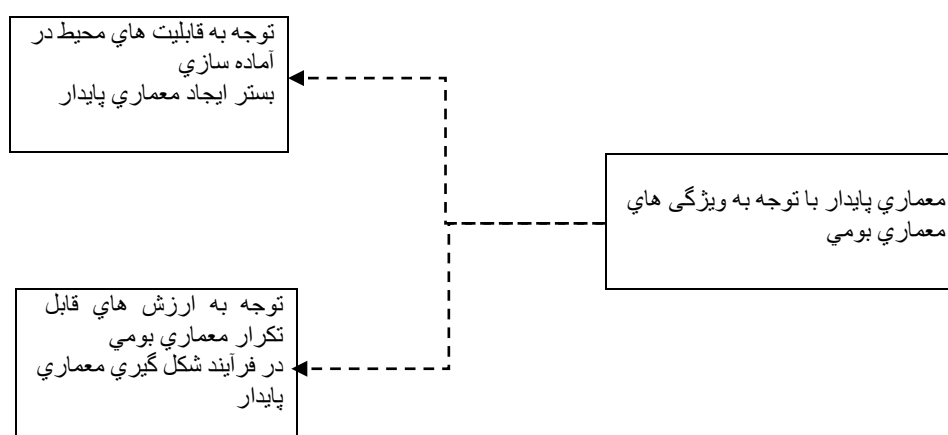 توجه به قابليت هاي محيط در
آماده سازي
بستر ايجاد معماري پايدار
معماري پايدار با توجه به ویژگی هاي
معماري بومي
توجه به ارزش هاي قابل
تكرار معماري بومي
در فرآيند شكل گيري معماري
پايدار